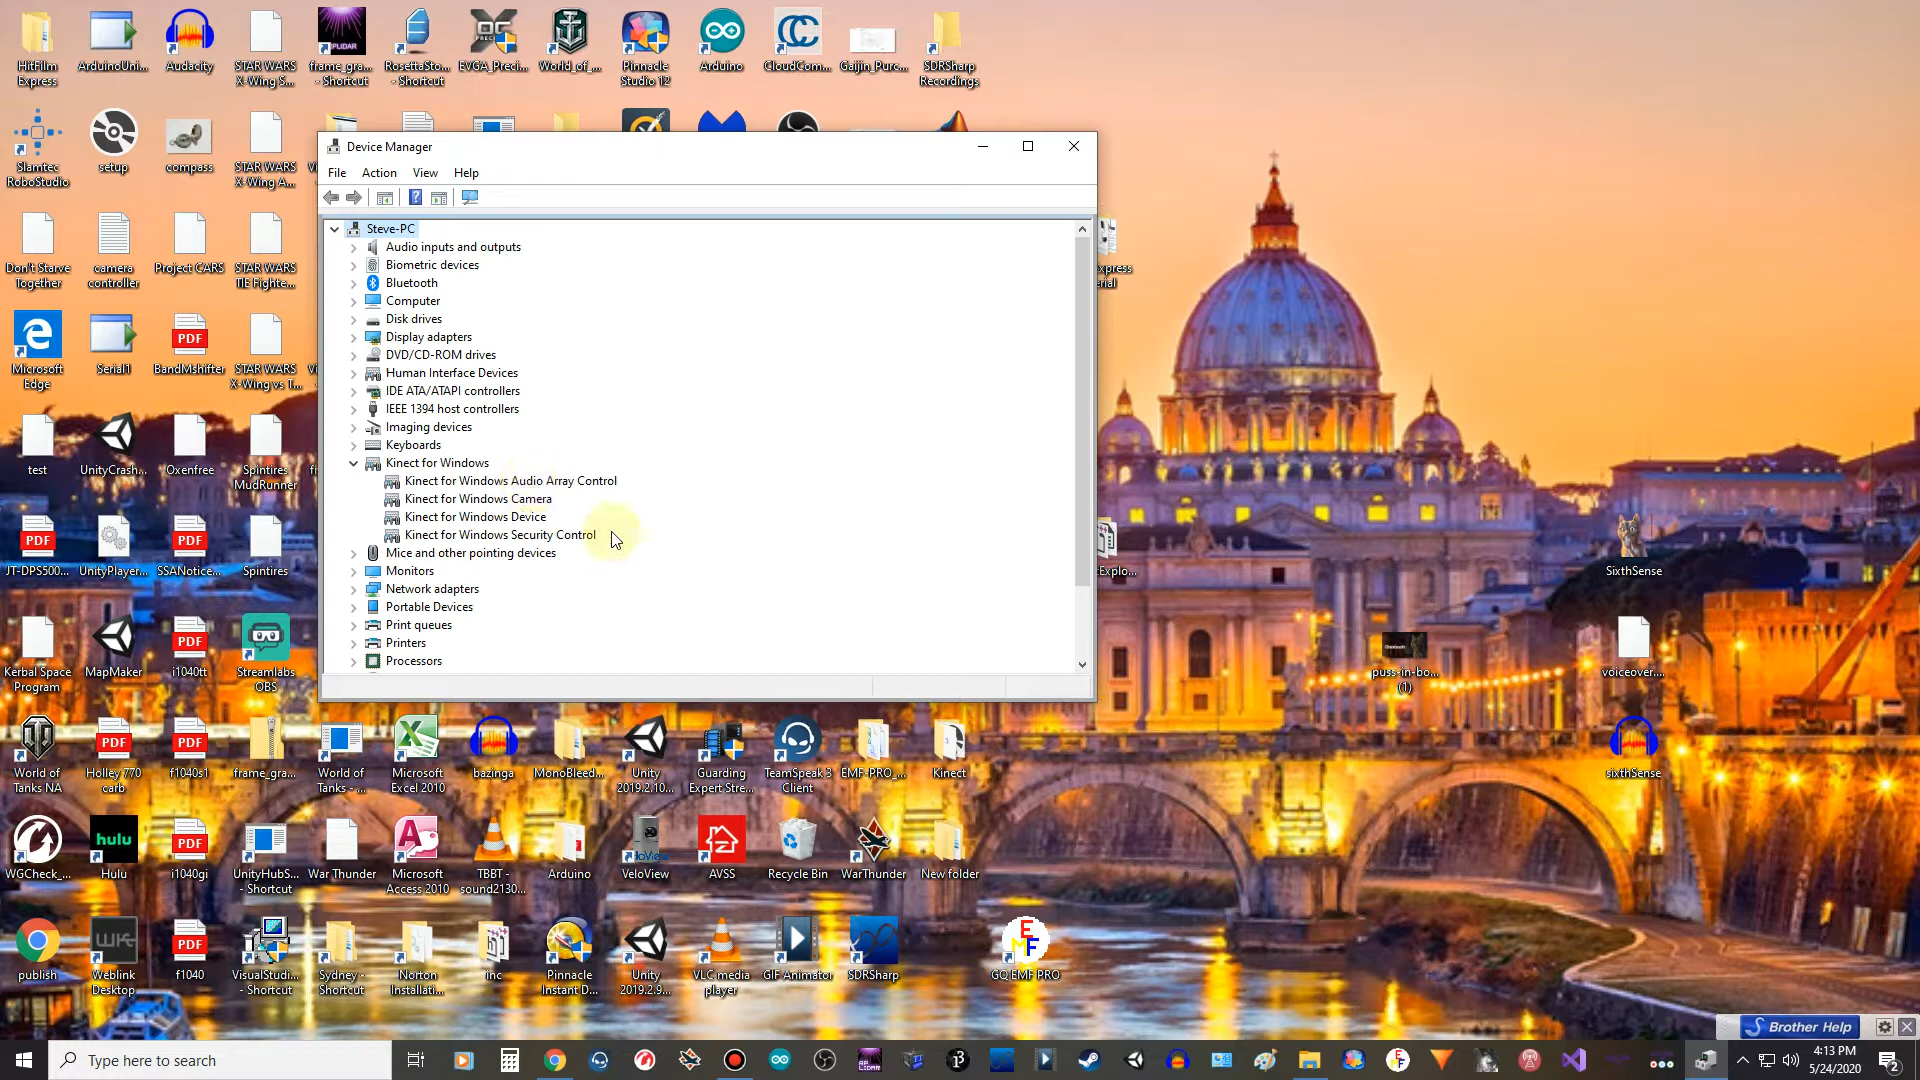 HitFilm
Express
ArduinoUni...
Audacity
STAR WARS
X-Wing S...
frame_gra...
- Shortcut
RosettaSto...
- Shortcut
EVGA_Preci...
World_of_...
Pinnacle
Studio 12
Arduino
CloudCom...
Gaijin_Purc...
SDRSharp
Recordings
Slamtec
RoboStudio
setup
compass
STAR WARS
X-Wing A...
Don't Starve
Together
camera
controller
Project CARS
STAR WARS
TIE Fighte...
Microsoft
Edge
Serial1
BandMshifter
STAR WARS
X-Wing vs T...
test
UnityCrash...
Oxenfree
Spintires
MudRunner
JT-DPS500...
UnityPlayer...
SSANotice...
Spintires
Kerbal Space
Program
MapMaker
i1040tt
Streamlabs
OBS
Device Manager
File
Action
View
Help
Steve-PC
Audio inputs and outputs
Biometric devices
Bluetooth
Computer
Disk drives
Display adapters
DVD/CD-ROM drives
Human Interface Devices
IDE ATA/ATAPI controllers
IEEE 1394 host controllers
Imaging devices
Keyboards
Kinect for Windows
Kinect for Windows Audio Array Control
Kinect for Windows Camera
Kinect for Windows Device
Kinect for Windows Security Control
Mice and other pointing devices
Monitors
Network adapters
Portable Devices
Print queues
Printers
Processors
SixthSense
puss-in-bo...
(1)
voiceover....
World of
Tanks NA
Holley 770
carb
f1040s1
frame_gra...
World of
Tanks - ...
Microsoft
Excel 2010
bazinga
MonoBleed...
Unity
2019.2.10...
Guarding
Expert Stre...
TeamSpeak 3
Client
EMF-PRO_...
Kinect
sixthSense
WGCheck_...
Hulu
i1040gi
UnityHubS...
- Shortcut
War Thunder
Microsoft
Access 2010
TBBT -
sound2130...
Arduino
VeloView
AVSS
Recycle Bin
WarThunder
New folder
publish
Weblink
Desktop
f1040
VisualStudi...
- Shortcut
Sydney -
Shortcut
Norton
Installati...
inc
Pinnacle
Instant D...
Unity
2019.2.9...
VLC media
player
GIF Animator
SDRSharp
GQ EMF PRO
Brother Help
Type here to search
4:13 PM
5/24/2020
2